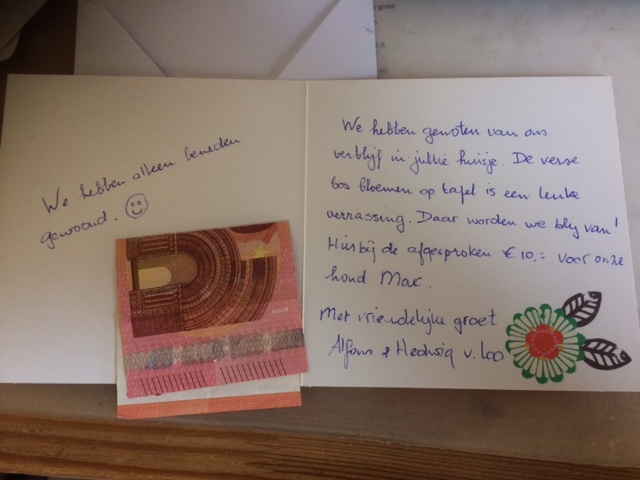 We hebben alleen beneden
gewoond. ☺
We hebben genoten van ons
verblijf in jullie huisje. De verse
bos bloemen op tafel is een leuke
verrassing. Daar worden we blij van!
Hierbij de afgesproken € 10,= voor onze
hond Max.
Met vriendelijke groet
Alfons & Hedwig v. Loo